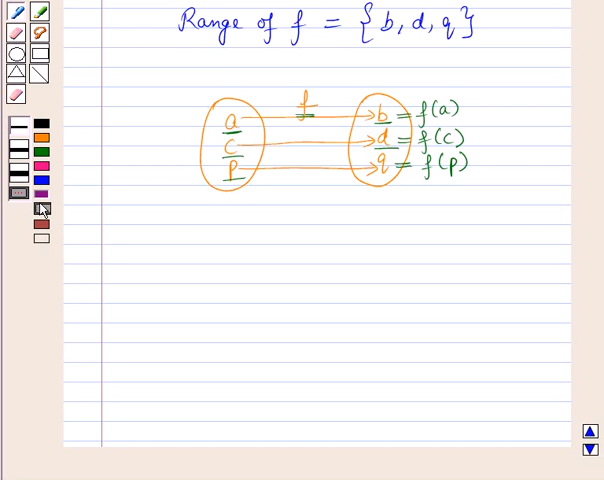 Range of f = {b, d, q}
f
a b = f(a)
c d = f(c)
p q = f(p)